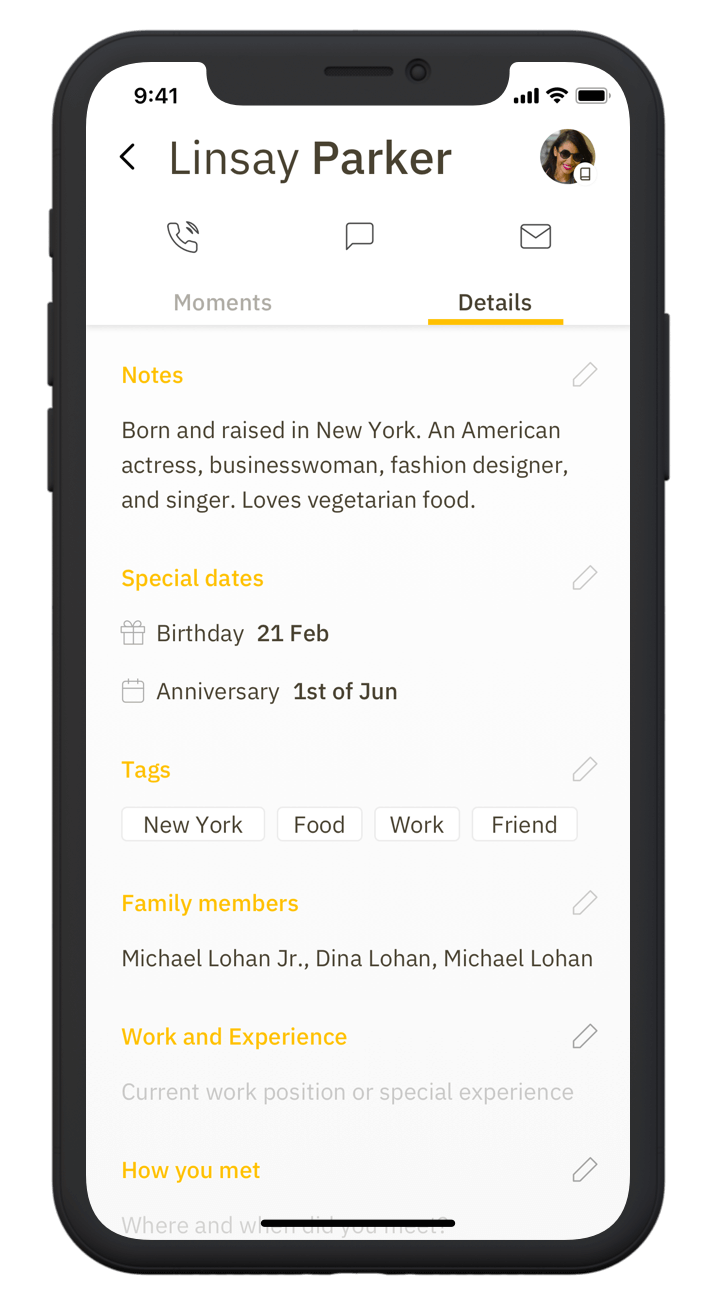 9:41
Linsay Parker
Moments Details
Notes
Born and raised in New York. An American
actress, businesswoman, fashion designer,
and singer. Loves vegetarian food.
Special dates
Birthday 21 Feb
Anniversary 1st of Jun
Tags
New York Food Work Friend
Family members
Michael Lohan Jr., Dina Lohan, Michael Lohan
Work and Experience
Current work position or special experience
How you met
Where and when did you meet?